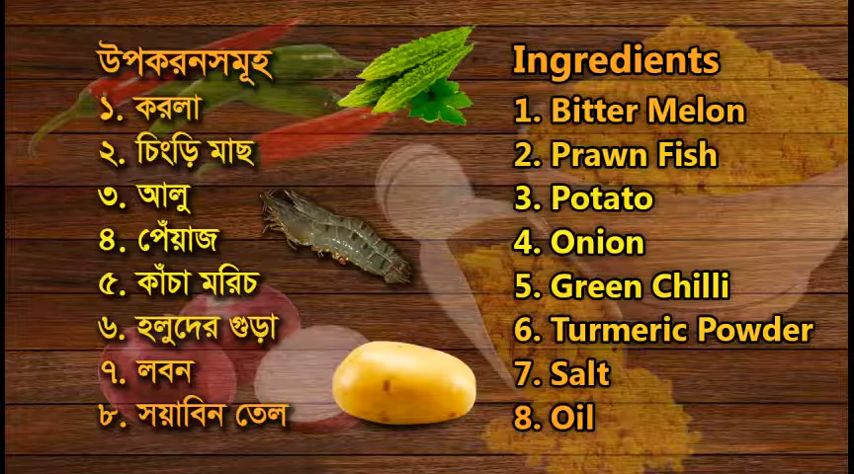 উপকরনসমূহ
১. করলা
২. চিংড়ি মাছ
৩. আলু
৪. পেঁয়াজ
৫. কাঁচা মরিচ
৬. হলুদের গুড়া
৭. লবন
৮. সয়াবিন তেল
Ingredients
1. Bitter Melon
2. Prawn Fish
3. Potato
4. Onion
5. Green Chilli
6. Turmeric Powder
7. Salt
8. Oil